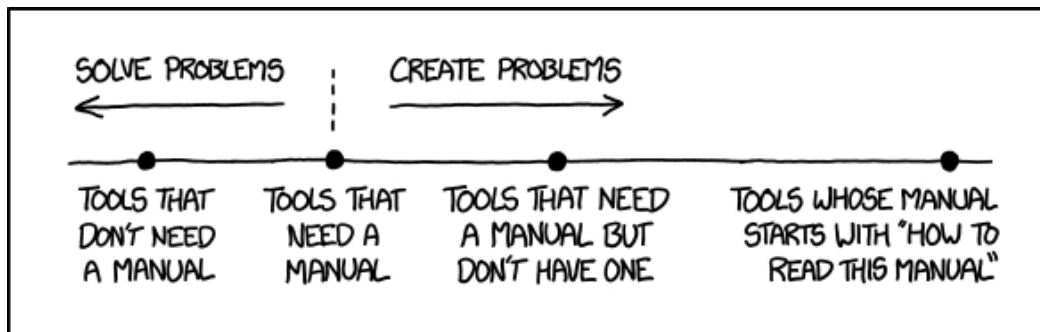 SOLVE PROBLEMS
CREATE PROBLEMS
TOOLS THAT
DON'T NEED
A MANUAL
TOOLS THAT
NEED A
MANUAL
TOOLS THAT NEED
A MANUAL BUT
DON'T HAVE ONE
TOOLS WHOSE MANUAL
STARTS WITH "HOW TO
READ THIS MANUAL"